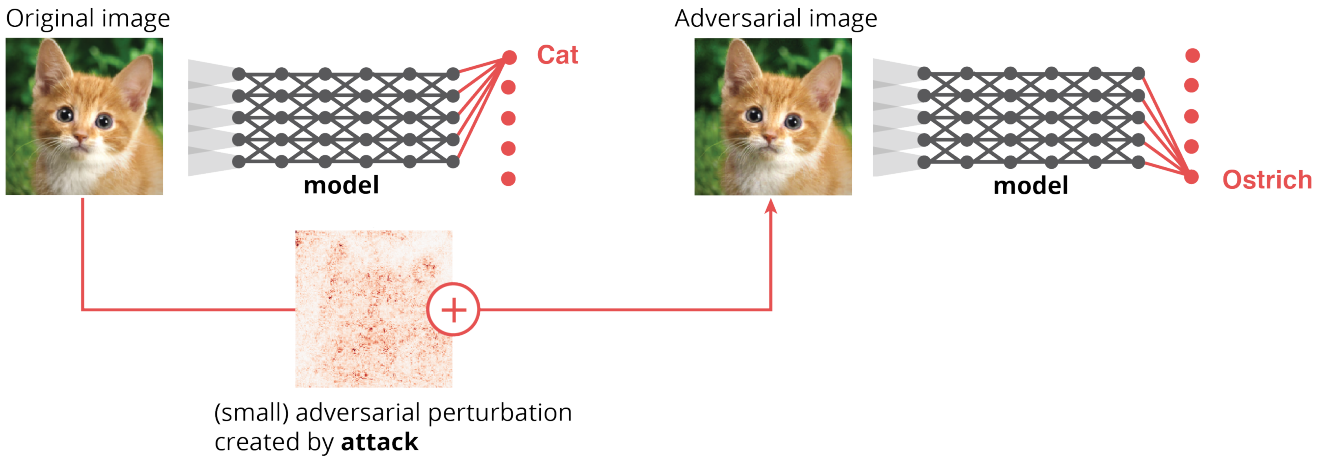 Original image
Cat
model
(small) adversarial perturbation
created by attack
Adversarial image
model
Ostrich